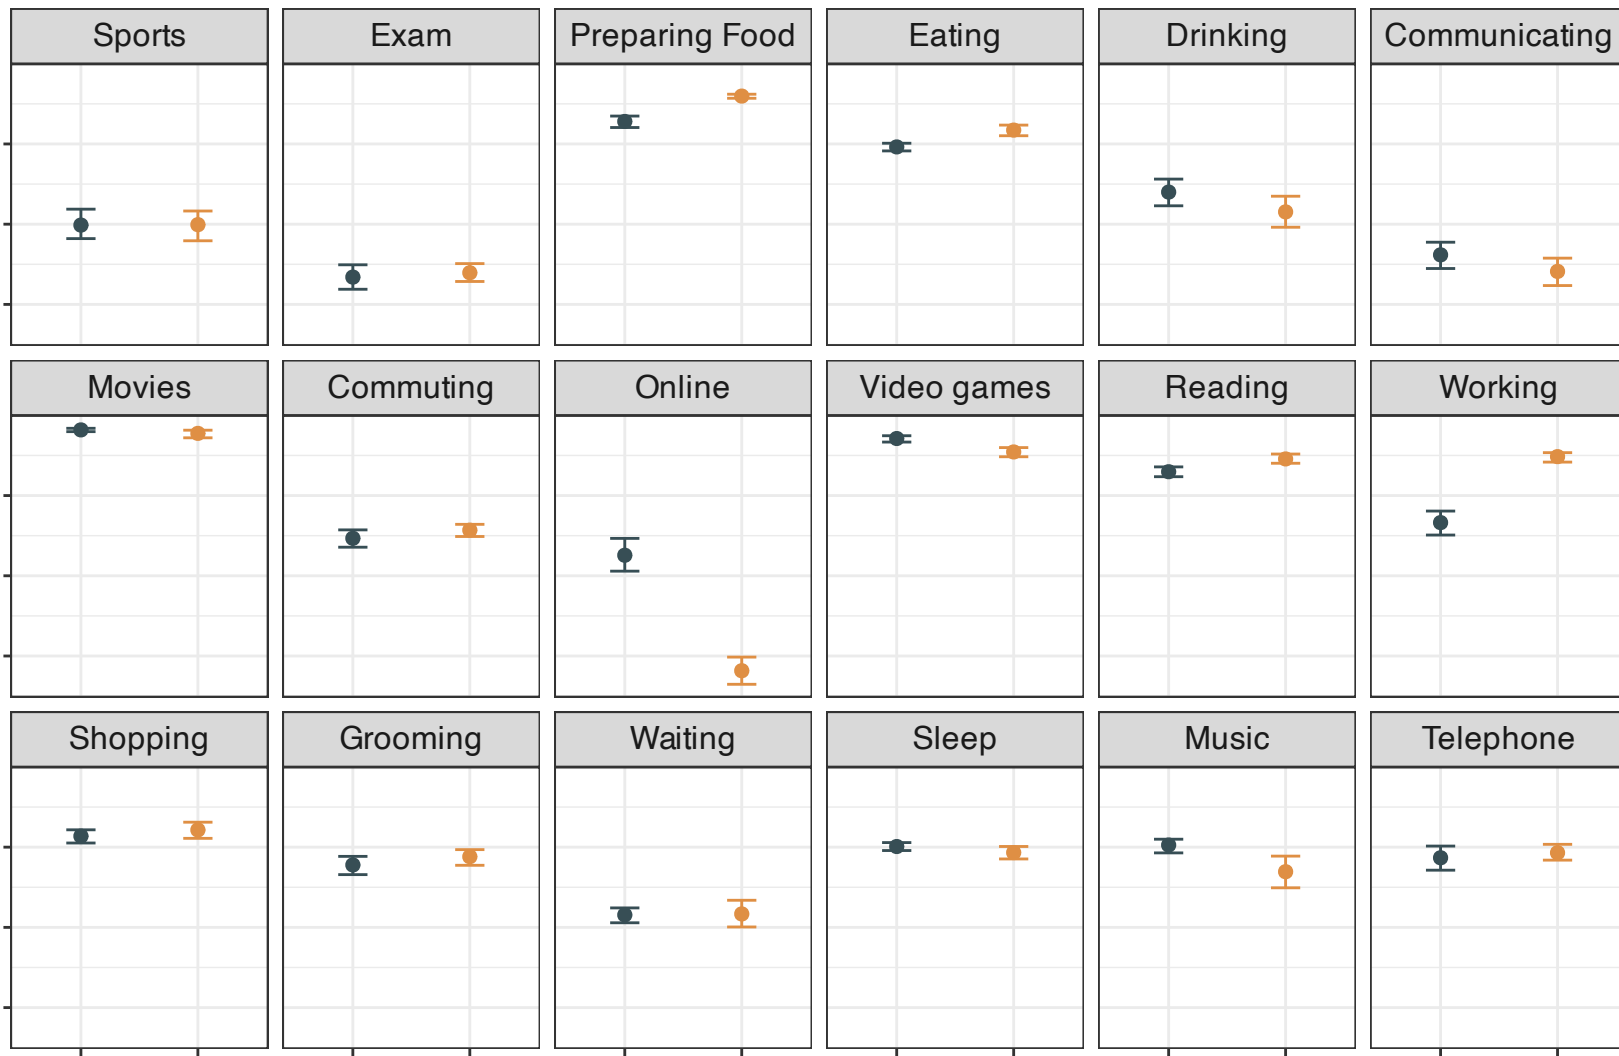 Sports
Exam
Preparing Food
Eating
Drinking
Communicating
Movies
Commuting
Online
Video games
Reading
Working
Shopping
Grooming
Waiting
Sleep
Music
Telephone